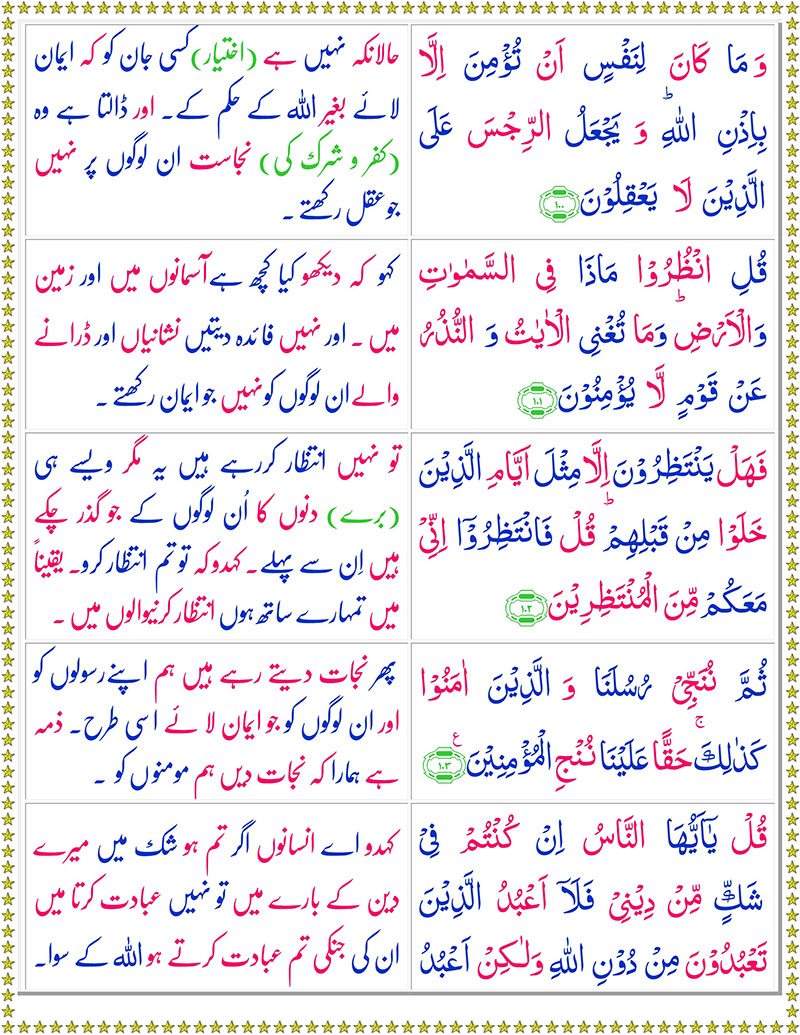 وَ مَا كَانَ لِنَفۡسٍ اَنۡ تُؤۡمِنَ اِلَّا
بِاِذۡنِ اللّٰهِ‌ؕ وَ يَجۡعَلُ الرِّجۡسَ عَلَى
الَّذِيۡنَ لَا يَعۡقِلُوۡنَ ۱۰۰
حالانکہ نہیں ہے (اختیار) کسی جان کو کہ ایمان
لائے بغیر اللہ کے حکم کے۔ اور ڈالتا ہے وہ
(کفر و شرک کی) نجاست ان لوگوں پر نہیں
جو عقل رکھتے ۔
قُلِ انْظُرُوۡا مَاذَا فِى السَّمٰوٰتِ
وَالۡاَرۡضِ‌ؕ وَمَا تُغۡنِى الۡاٰيٰتُ وَ النُّذُرُ
عَنۡ قَوۡمٍ لَّا يُؤۡمِنُوۡنَ ۱۰۱
کہو کہ دیکھو کیا کچھ ہے آسمانوں میں اور زمین
میں ۔ اور نہیں فائدہ دیتیں نشانیاں اور ڈرانے
والے ان لوگوں کو نہیں جو ایمان رکھتے ۔
فَهَلۡ يَنۡتَظِرُوۡنَ اِلَّا مِثۡلَ اَيَّامِ الَّذِيۡنَ
خَلَوۡا مِنۡ قَبۡلِهِمۡ‌ؕ قُلۡ فَانْتَظِرُوۡۤا اِنِّىۡ
مَعَكُمۡ مِّنَ الۡمُنۡتَظِرِيۡنَ ۱۰۲
تو نہیں انتظار کررہے ہیں یہ مگر ویسے ہی
(برے) دنوں کا اُن لوگوں کے جو گذر چکے
ہیں اِن سے پہلے۔ کہدو کہ تو تم انتظار کرو۔ یقیناً
میں تمہارے ساتھ ہوں انتظار کرنیوالوں میں ۔
ثُمَّ نُنَجِّىۡ رُسُلَنَا وَ الَّذِيۡنَ اٰمَنُوۡا
كَذٰلِكَ‌ۚ حَقًّا عَلَيۡنَا نُنۡجِ الۡمُؤۡمِنِيۡنَ ۱۰۳ ع
پھر نجات دیتے رہے ہیں ہم اپنے رسولوں کو
اور ان لوگوں کو جو ایمان لا ئے اسی طرح۔ ذمہ
ہے ہمارا کہ نجات دیں ہم مومنوں کو ۔
قُلۡ يٰۤاَيُّهَا النَّاسُ اِنۡ كُنۡتُمۡ فِىۡ
شَكٍّ مِّنۡ دِيۡنِىۡ فَلَاۤ اَعۡبُدُ الَّذِيۡنَ
تَعۡبُدُوۡنَ مِنۡ دُوۡنِ اللّٰهِ وَلٰـكِنۡ اَعۡبُدُ
کہدو اے انسانوں اگر تم ہو شک میں میرے
دین کے بارے میں تو نہیں عبادت کرتا میں
ان کی جنکی تم عبادت کرتے ہو اللہ کے سوا۔